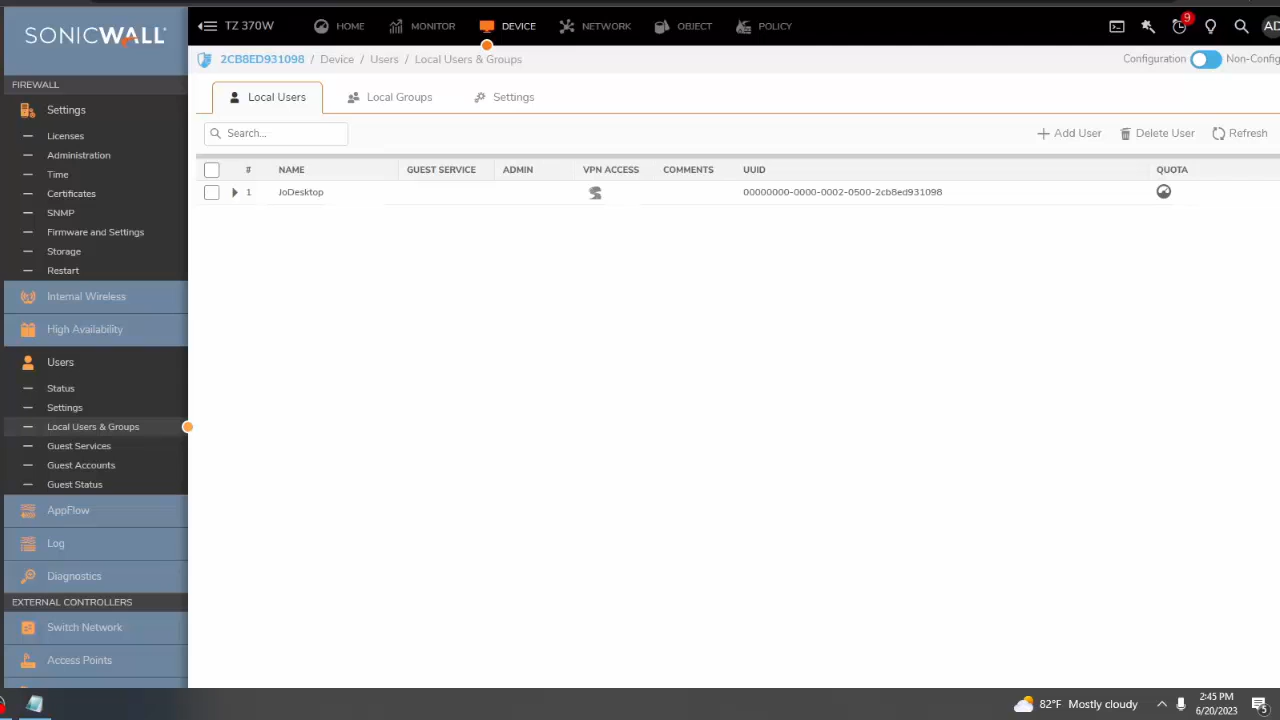 SONICWALL
TZ 370W
HOME
MONITOR
DEVICE
NETWORK
OBJECT
POLICY
9
2CB8ED931098 / Device / Users / Local Users & Groups
Configuration
Non-Config
FIREWALL
Settings
Licenses
Administration
Time
Certificates
SNMP
Firmware and Settings
Storage
Restart
Internal Wireless
High Availability
Users
Status
Settings
Local Users & Groups
Guest Services
Guest Accounts
Guest Status
AppFlow
Log
Diagnostics
EXTERNAL CONTROLLERS
Switch Network
Access Points
Local Users
Local Groups
Settings
Search...
Add User
Delete User
Refresh
# NAME GUEST SERVICE ADMIN VPN ACCESS COMMENTS UUID QUOTA
1 JoDesktop 00000000-0000-0002-0500-2cb8ed931098
82°F Mostly cloudy
2:45 PM
6/20/2023
5